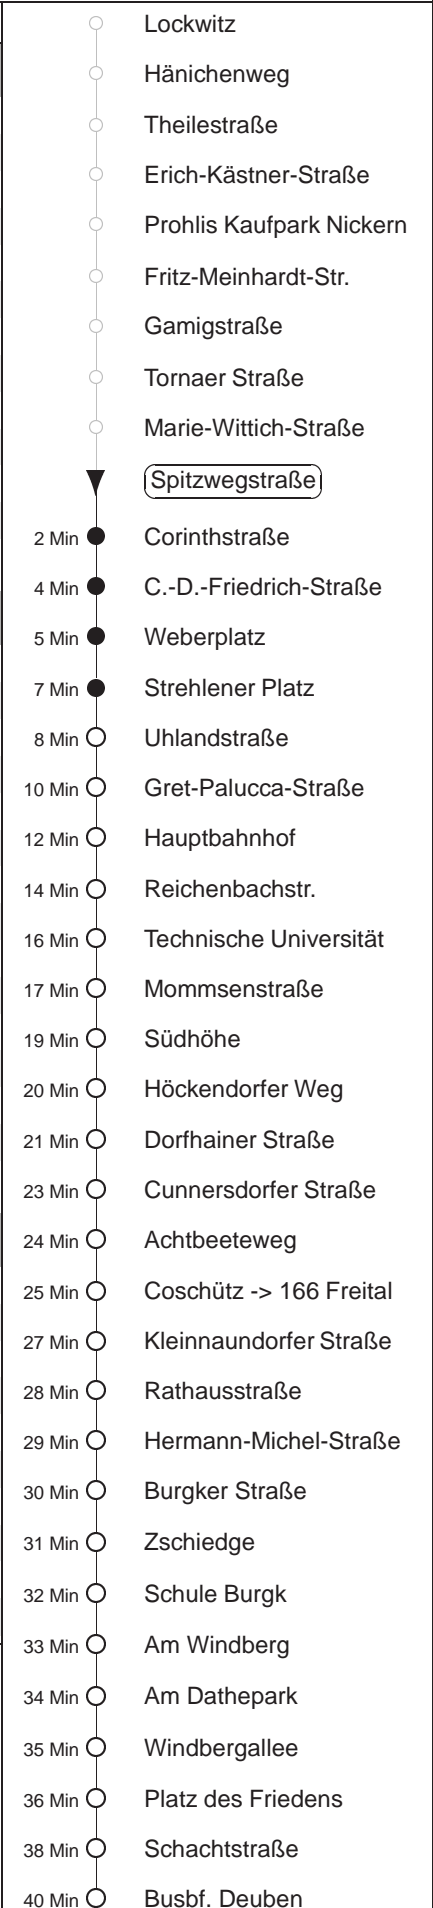 Lockwitz
Hänichenweg
Theilestraße
Erich-Kästner-Straße
Prohlis Kaufpark Nickern
Fritz-Meinhardt-Str.
Gamigstraße
Tornaer Straße
Marie-Wittich-Straße
Spitzwegstraße
2 Min Corinthstraße
4 Min C.-D.-Friedrich-Straße
5 Min Weberplatz
7 Min Strehlener Platz
8 Min Uhlandstraße
10 Min Gret-Palucca-Straße
12 Min Hauptbahnhof
14 Min Reichenbachstr.
16 Min Technische Universität
17 Min Mommsenstraße
19 Min Südhöhe
20 Min Höckendorfer Weg
21 Min Dorfhainer Straße
23 Min Cunnersdorfer Straße
24 Min Achtbeeteweg
25 Min Coschütz -> 166 Freital
27 Min Kleinnaundorfer Straße
28 Min Rathausstraße
29 Min Hermann-Michel-Straße
30 Min Burgker Straße
31 Min Zschiedge
32 Min Schule Burgk
33 Min Am Windberg
34 Min Am Dathepark
35 Min Windbergallee
36 Min Platz des Friedens
38 Min Schachtstraße
40 Min Busbf. Deuben